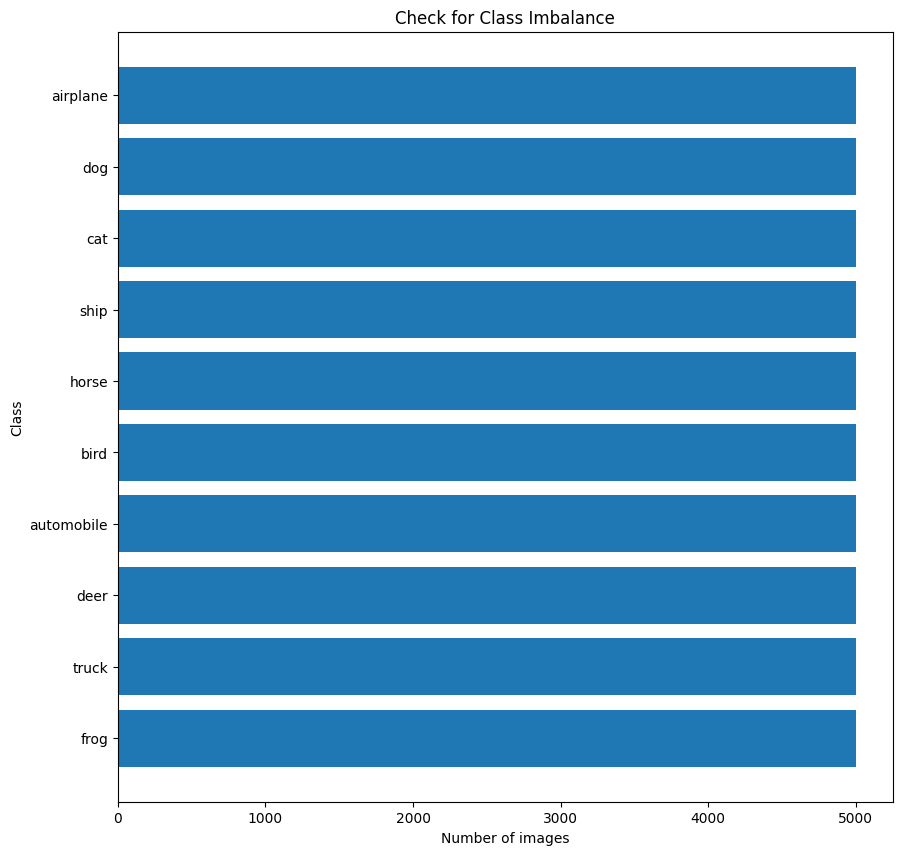 Check for Class Imbalance
Class
airplane
dog
cat
ship
horse
bird
automobile
deer
truck
frog
0 1000 2000 3000 4000 5000
Number of images